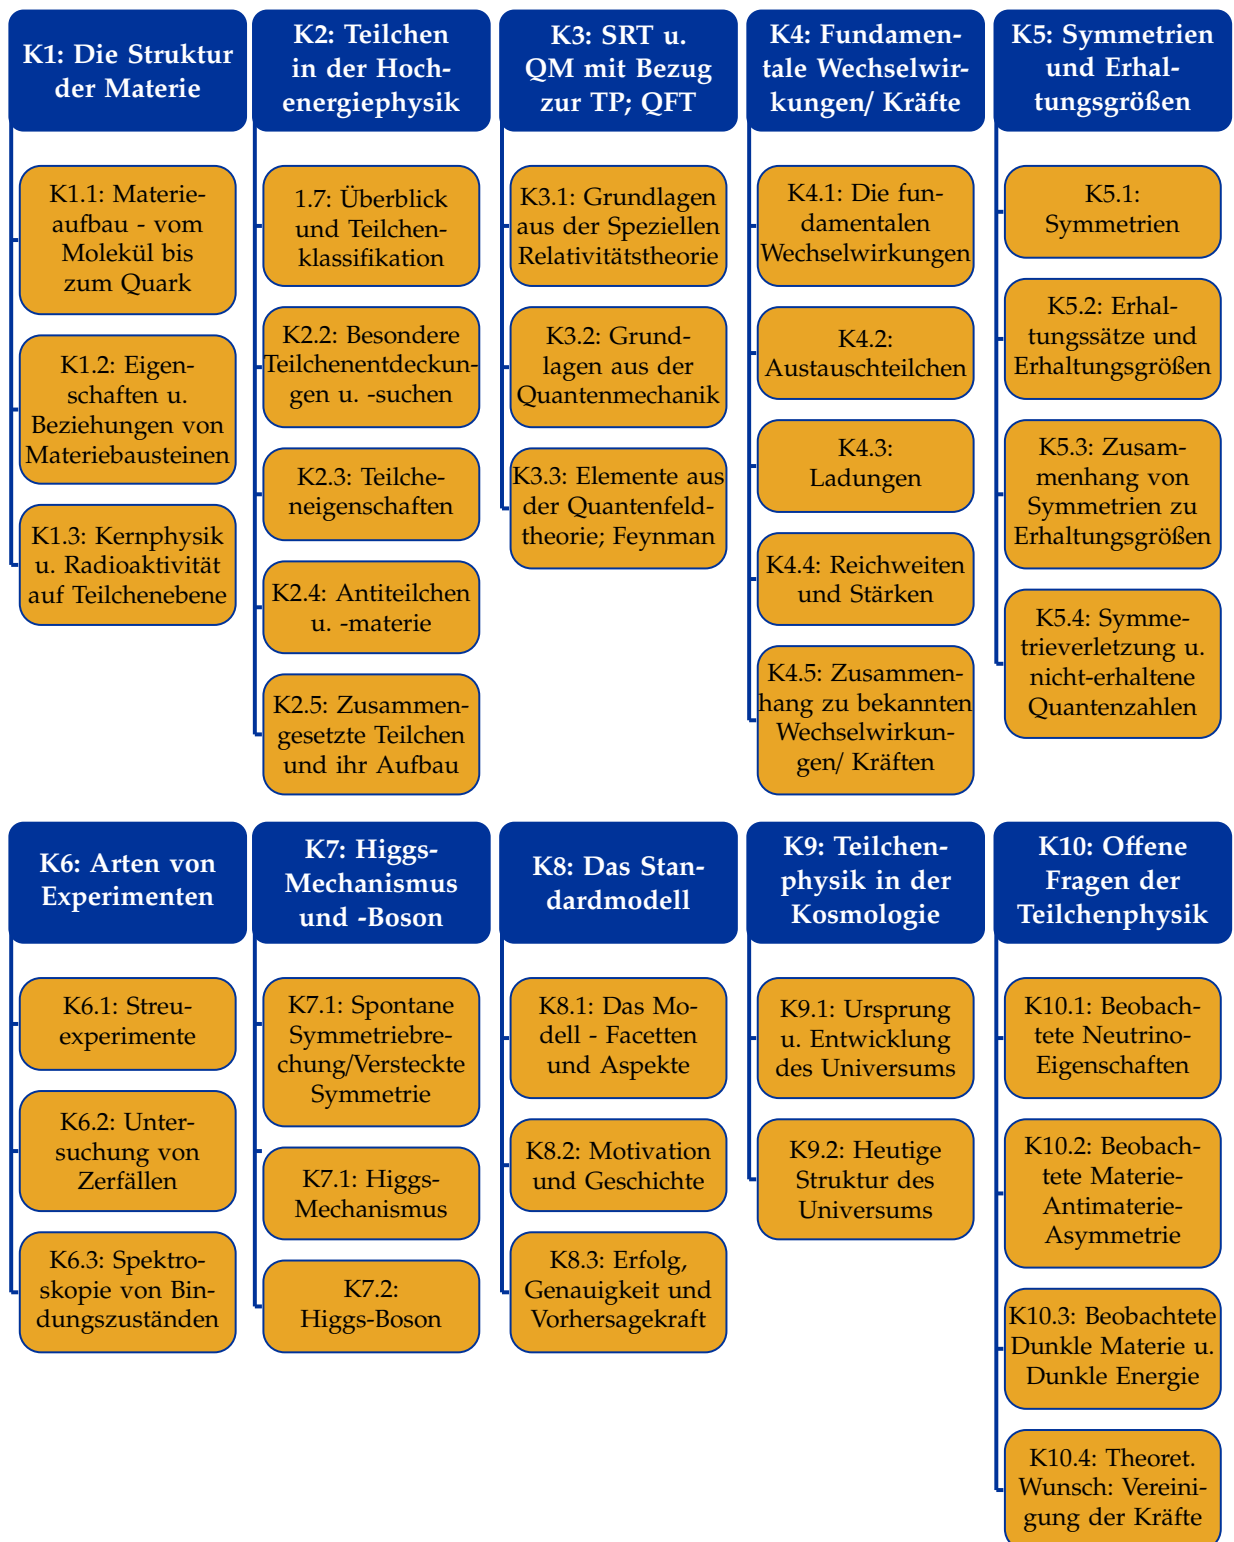 K1: Die Struktur
der Materie
K1.1: Materie-
aufbau - vom
Molekül bis
zum Quark
K1.2: Eigen-
schaften u.
Beziehungen von
Materiebausteinen
K1.3: Kernphysik
u. Radioaktivität
auf Teilchenebene
K2: Teilchen
in der Hoch-
energiephysik
1.7: Überblick
und Teilchen-
klassifikation
K2.2: Besondere
Teilchenentdeckun-
gen u. -suchen
K2.3: Teilche-
neigenschaften
K2.4: Antiteilchen
u. -materie
K2.5: Zusammen-
gesetzte Teilchen
und ihr Aufbau
K3: SRT u.
QM mit Bezug
zur TP; QFT
K3.1: Grundlagen
aus der Speziellen
Relativitätstheorie
K3.2: Grund-
lagen aus der
Quantenmechanik
K3.3: Elemente aus
der Quantenfeld-
theorie; Feynman
K4: Fundamen-
tale Wechselwir-
kungen/ Kräfte
K4.1: Die fun-
damentalen
Wechselwirkungen
K4.2:
Austauschteilchen
K4.3:
Ladungen
K4.4: Reichweiten
und Stärken
K4.5: Zusammen-
hang zu bekannten
Wechselwirkun-
gen/ Kräften
K5: Symmetrien
und Erhal-
tungsgrößen
K5.1:
Symmetrien
K5.2: Erhal-
tungssätze und
Erhaltungsgrößen
K5.3: Zusam-
menhang von
Symmetrien zu
Erhaltungsgrößen
K5.4: Symme-
trieverletzung u.
nicht-erhaltene
Quantenzahlen
K6: Arten von
Experimenten
K6.1: Streu-
experimente
K6.2: Unter-
suchung von
Zerfällen
K6.3: Spektro-
skopie von Bin-
dungszuständen
K7: Higgs-
Mechanismus
und -Boson
K7.1: Spontane
Symmetriebre-
chung/Versteckte
Symmetrie
K7.1: Higgs-
Mechanismus
K7.2:
Higgs-Boson
K8: Das Stan-
dardmodell
K8.1: Das Mo-
dell - Facetten
und Aspekte
K8.2: Motivation
und Geschichte
K8.3: Erfolg,
Genauigkeit und
Vorhersagekraft
K9: Teilchen-
physik in der
Kosmologie
K9.1: Ursprung
u. Entwicklung
des Universums
K9.2: Heutige
Struktur des
Universums
K10: Offene
Fragen der
Teilchenphysik
K10.1: Beobach-
tete Neutrino-
Eigenschaften
K10.2: Beobach-
tete Materie-
Antimaterie-
Asymmetrie
K10.3: Beobachtete
Dunkle Materie u.
Dunkle Energie
K10.4: Theoret.
Wunsch: Vereini-
gung der Kräfte